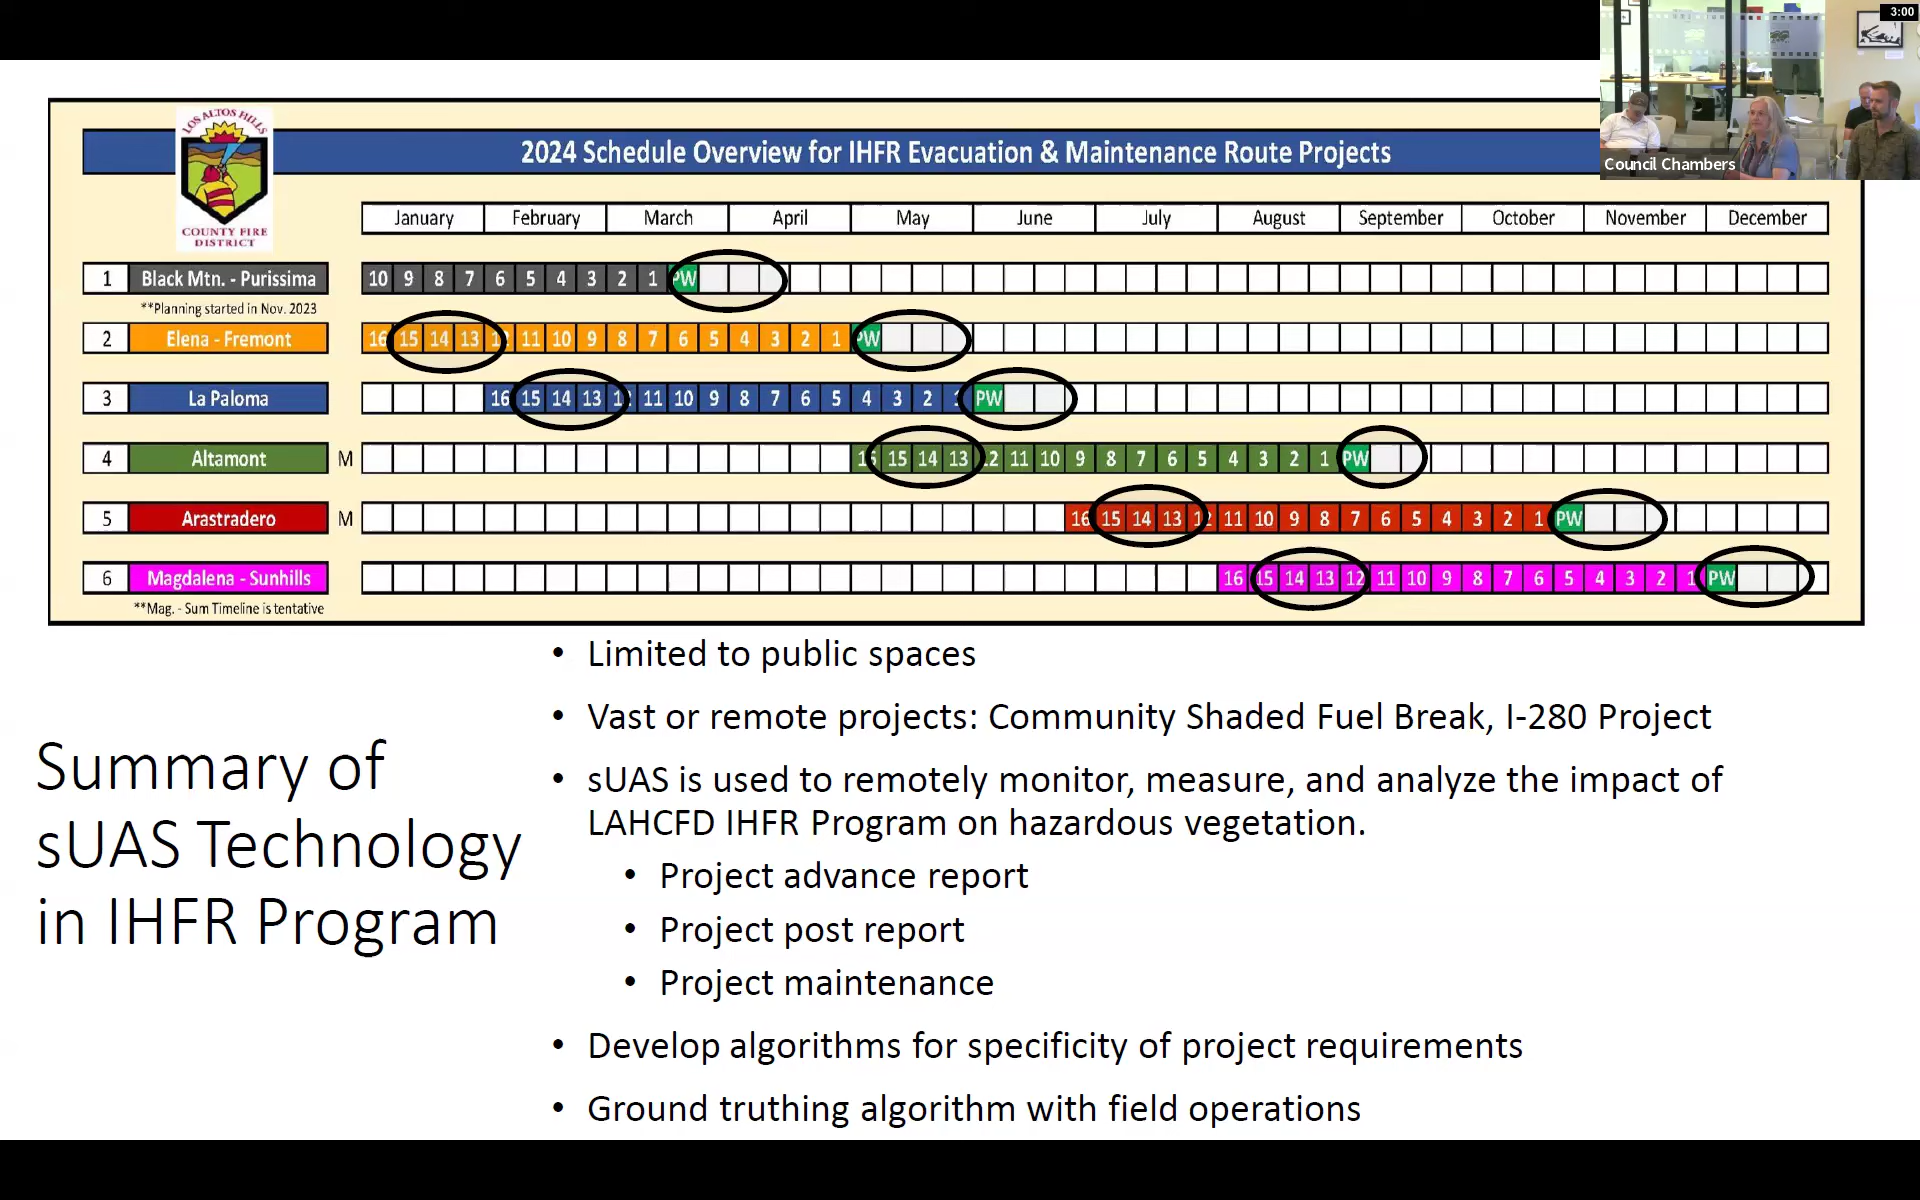 3:00
Council Chambers
LOS ALTOS HILLS
COUNTY FIRE
DISTRICT
2024 Schedule Overview for IHFR Evacuation & Maintenance Route Projects
January February March April May June July August September October November December
1 Black Mtn. - Purissima 10 9 8 7 6 5 4 3 2 1 PW
**Planning started in Nov. 2023
2 Elena - Fremont 16 15 14 13 12 11 10 9 8 7 6 5 4 3 2 1 PW
3 La Paloma 16 15 14 13 12 11 10 9 8 7 6 5 4 3 2 1 PW
4 Altamont M 16 15 14 13 12 11 10 9 8 7 6 5 4 3 2 1 PW
5 Arastradero M 16 15 14 13 12 11 10 9 8 7 6 5 4 3 2 1 PW
6 Magdalena - Sunhills 16 15 14 13 12 11 10 9 8 7 6 5 4 3 2 1 PW
**Mag. - Sum Timeline is tentative
Summary of
sUAS Technology
in IHFR Program
• Limited to public spaces
• Vast or remote projects: Community Shaded Fuel Break, I-280 Project
• sUAS is used to remotely monitor, measure, and analyze the impact of
LAHCFD IHFR Program on hazardous vegetation.
• Project advance report
• Project post report
• Project maintenance
• Develop algorithms for specificity of project requirements
• Ground truthing algorithm with field operations